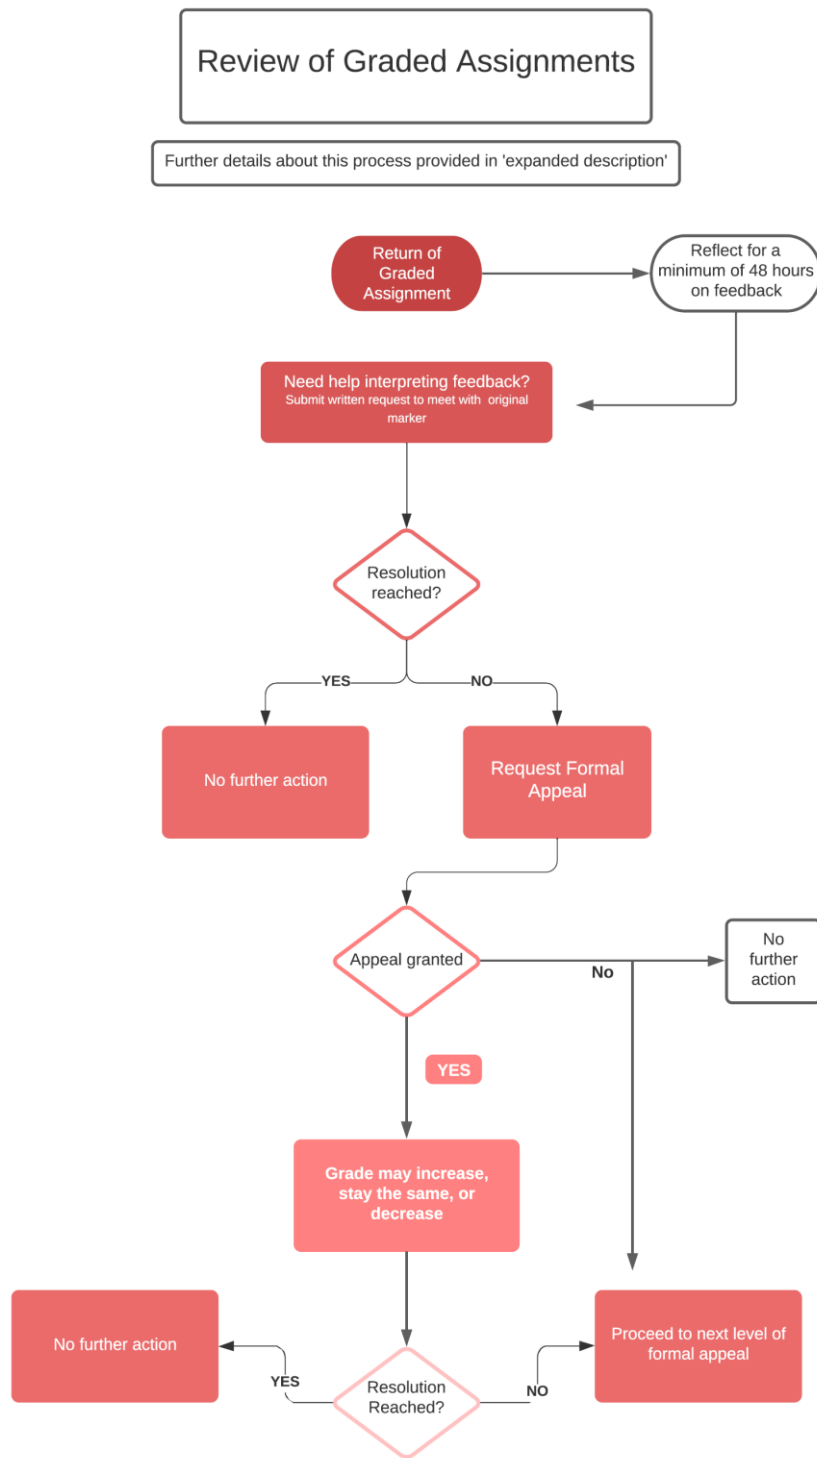 Review of Graded Assignments
Further details about this process provided in 'expanded description'
Return of
Graded
Assignment
Reflect for a
minimum of 48 hours
on feedback
Need help interpreting feedback?
Submit written request to meet with original
marker
Resolution
reached?
YES
NO
No further action
Request Formal
Appeal
Appeal granted
No
No
further
action
YES
Grade may increase,
stay the same, or
decrease
No further action
Proceed to next level of
formal appeal
YES
Resolution
Reached?
NO